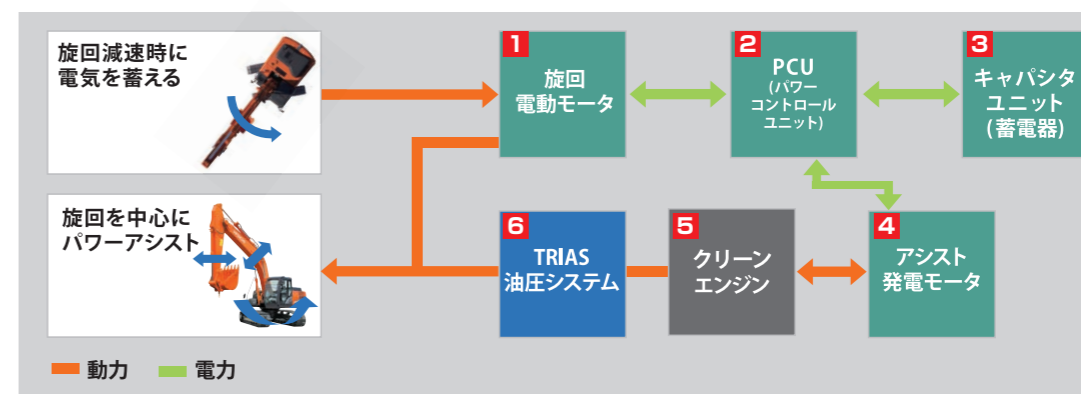 旋回減速時に
電気を蓄える
1
旋回
電動モータ
2
PCU
(パワー
コントロール
ユニット)
3
キャパシタ
ユニット
(蓄電器)
旋回を中心に
パワーアシスト
6
TRIAS
油圧システム
5
クリーン
エンジン
4
アシスト
発電モータ
動力
電力